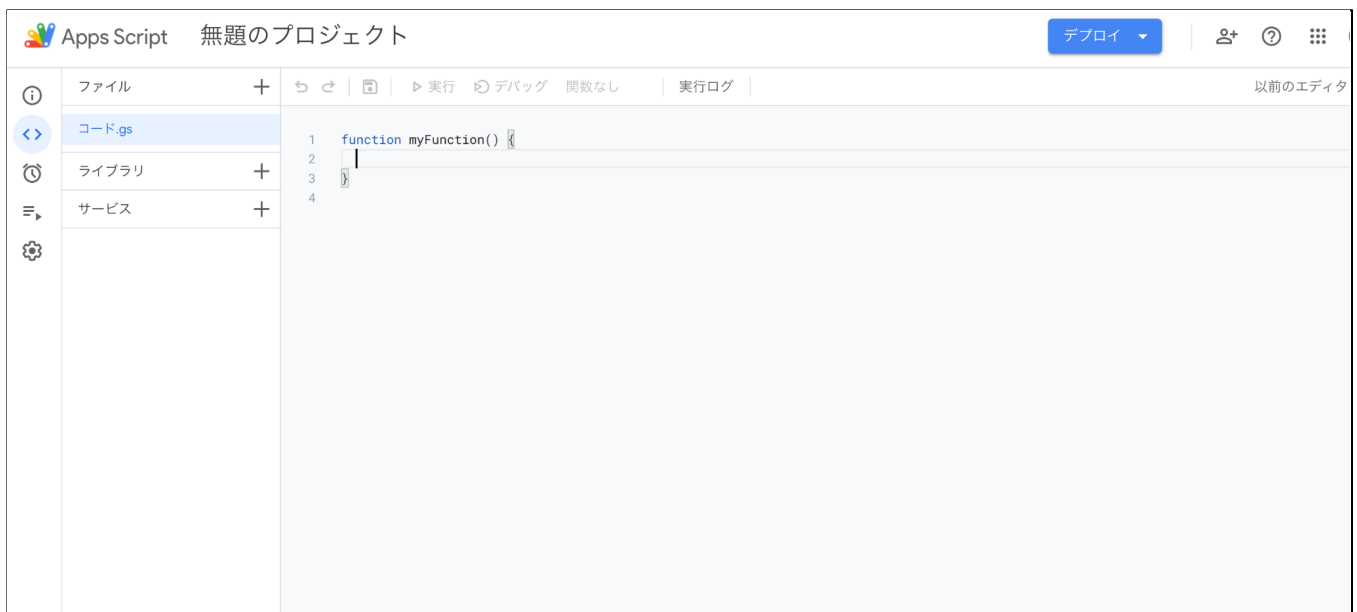 Apps Script 無題のプロジェクト デプロイ
ファイル 実行 デバッグ 関数なし 実行ログ 以前のエディタ
コード.gs
ライブラリ
サービス
1 function myFunction() {
2
3 }
4